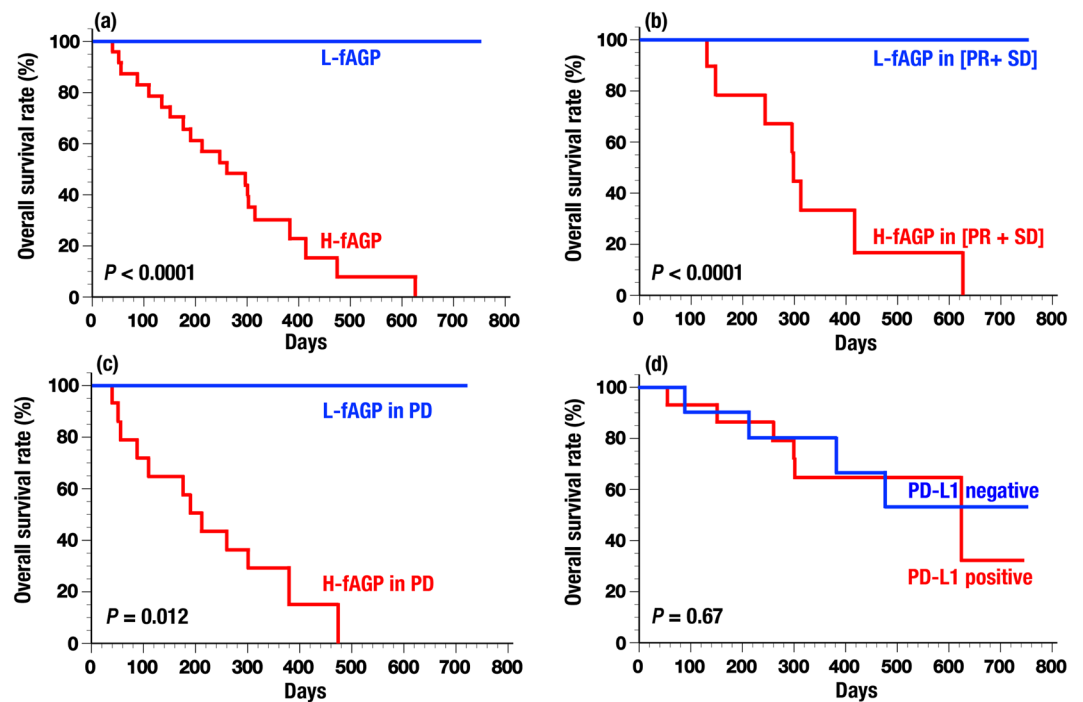 (a)
Overall survival rate (%)
100
80
60
40
20
0
L-fAGP
H-fAGP
P < 0.0001
0 100 200 300 400 500 600 700 800
Days
(b)
Overall survival rate (%)
100
80
60
40
20
0
L-fAGP in [PR+ SD]
H-fAGP in [PR + SD]
P < 0.0001
0 100 200 300 400 500 600 700 800
Days
(c)
Overall survival rate (%)
100
80
60
40
20
0
L-fAGP in PD
H-fAGP in PD
P = 0.012
0 100 200 300 400 500 600 700 800
Days
(d)
Overall survival rate (%)
100
80
60
40
20
0
PD-L1 negative
PD-L1 positive
P = 0.67
0 100 200 300 400 500 600 700 800
Days